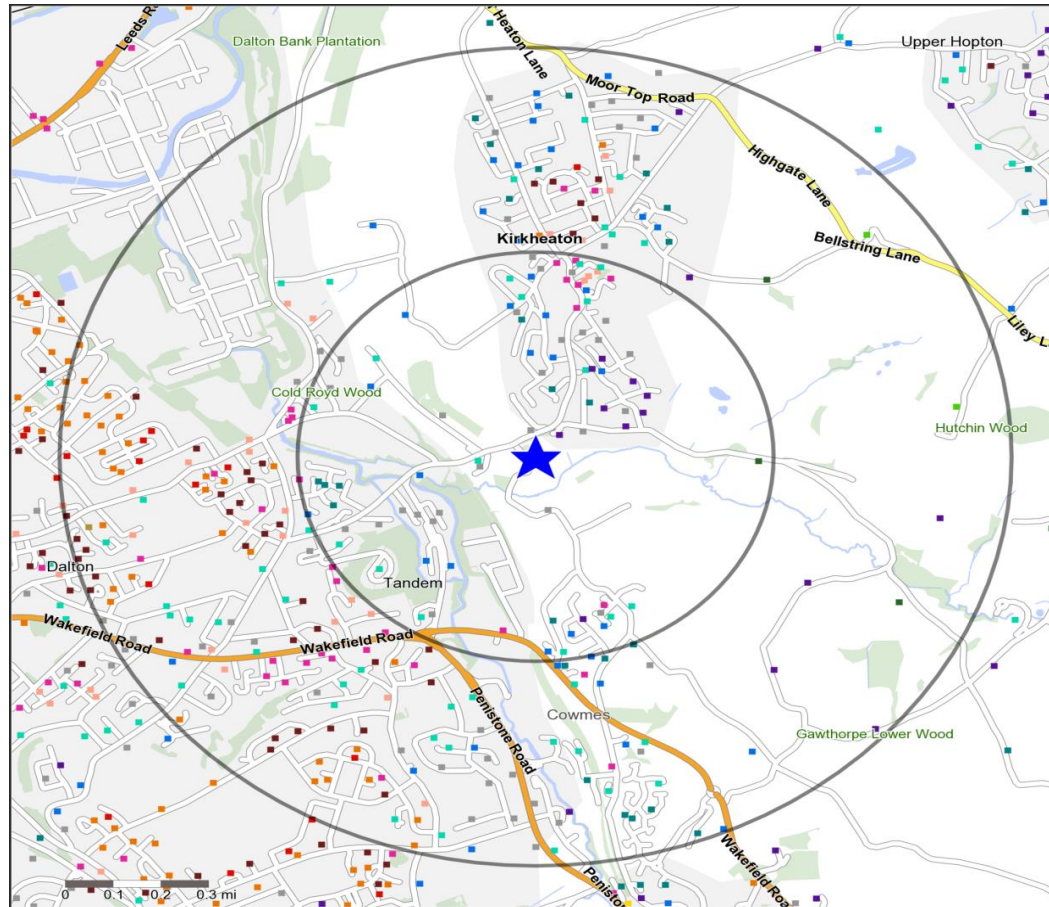 Leeds Ro
Dalton Bank Plantation
Heaton Lane
Upper Hopton
Moor Top Road
Highgate Lane
Kirkheaton
Bellstring Lane
Liley L
Cold Royd Wood
Hutchin Wood
Dalton
Tandem
Wakefield Road
Wakefield Road
Penistone Road
Cowmes
Gawthorpe Lower Wood
Wakefield Road
Penistone
0 0.1 0.2 0.3 mi